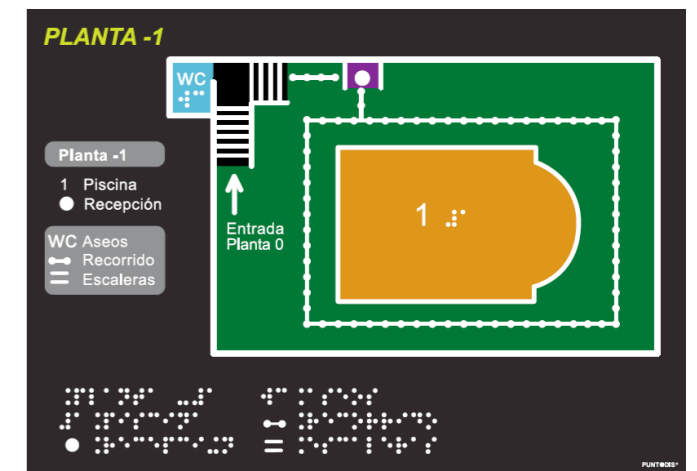 PLANTA -1
WC
Planta -1
1 Piscina
Recepción
WC Aseos
Recorrido
Escaleras
Entrada
Planta 0
1
PUNTODIS